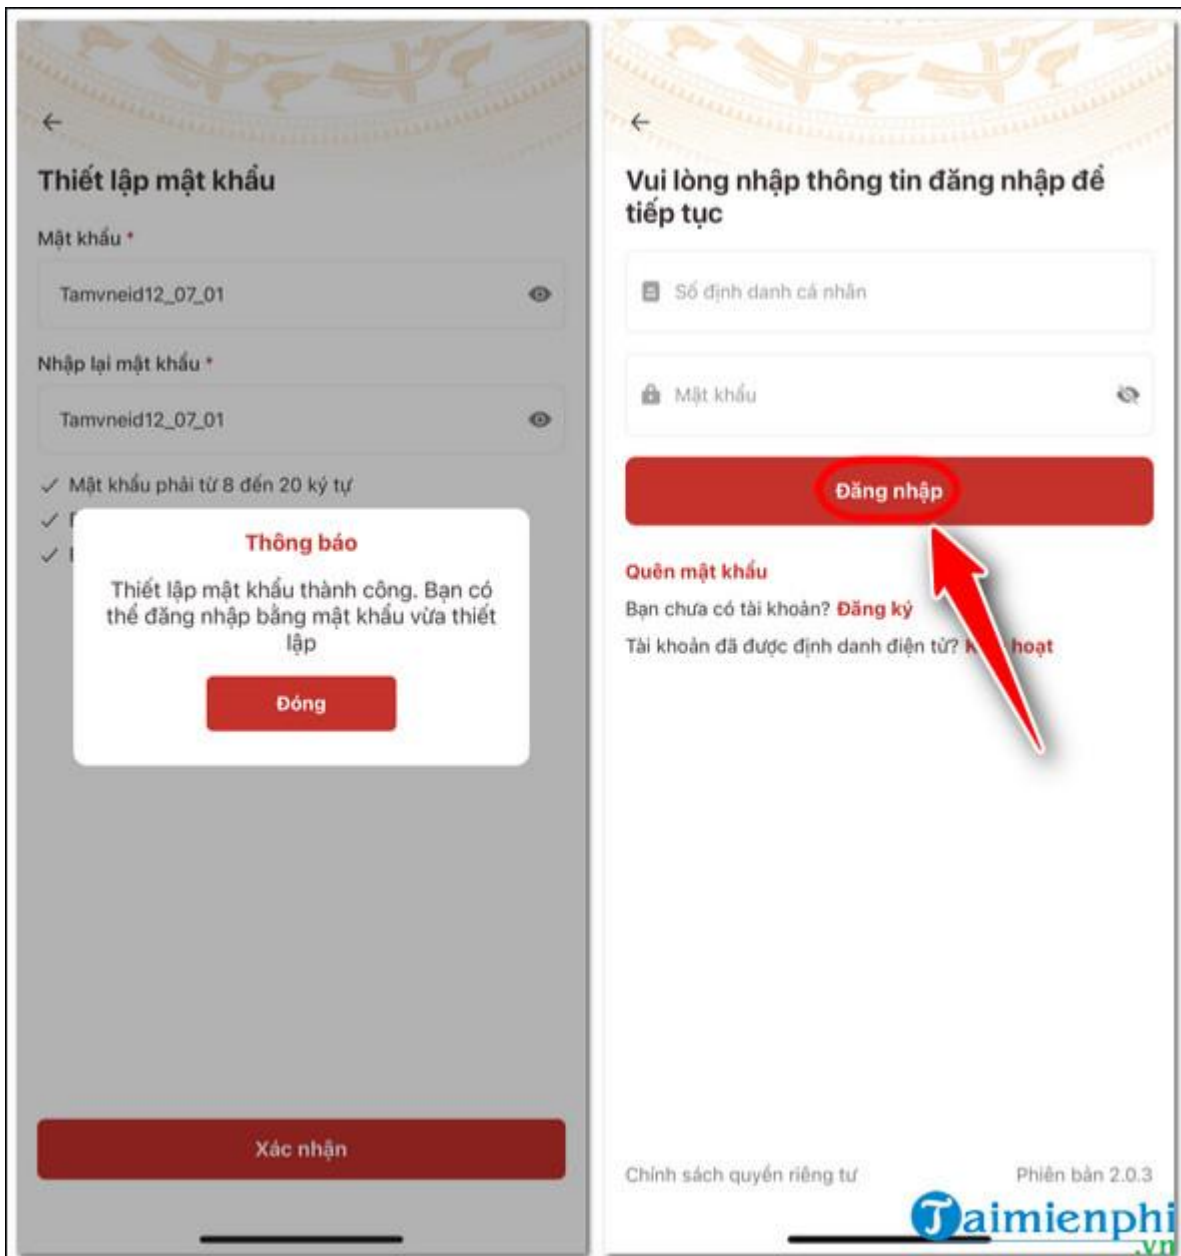 Thiết lập mật khẩu
Mật khẩu *
Tamvneid12_07_01
Nhập lại mật khẩu *
Tamvneid12_07_01
Mật khẩu phải từ 8 đến 20 ký tự
Thông báo
Thiết lập mật khẩu thành công. Bạn có
thể đăng nhập bằng mật khẩu vừa thiết
lập
Đóng
Xác nhận
Vui lòng nhập thông tin đăng nhập để
tiếp tục
Số định danh cá nhân
Mật khẩu
Đăng nhập
Quên mật khẩu
Bạn chưa có tài khoản? Đăng ký
Tài khoản đã được định danh điện tử? hoạt
Chính sách quyền riêng tư
Phiên bản 2.0.3
Taimienphi
.vn